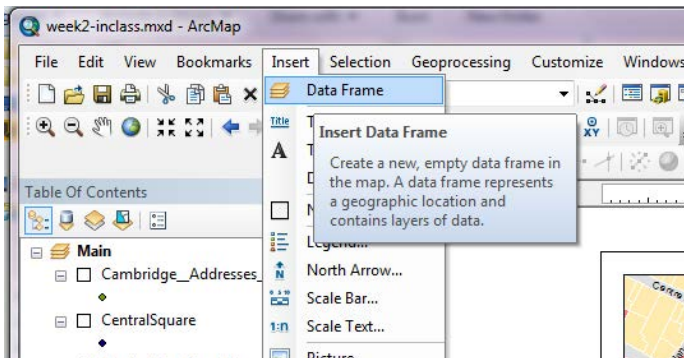 week2-inclass.mxd - ArcMap
File Edit View Bookmarks Insert Selection Geoprocessing Customize Windows
Data Frame
Title
Insert Data Frame
A
Create a new, empty data frame in
the map. A data frame represents
a geographic location and
contains layers of data.
XY
Table Of Contents
Legend...
Main
N
North Arrow...
Cambridge__Addresses_
Scale Bar...
CentralSquare
1:n
Scale Text...
Picture